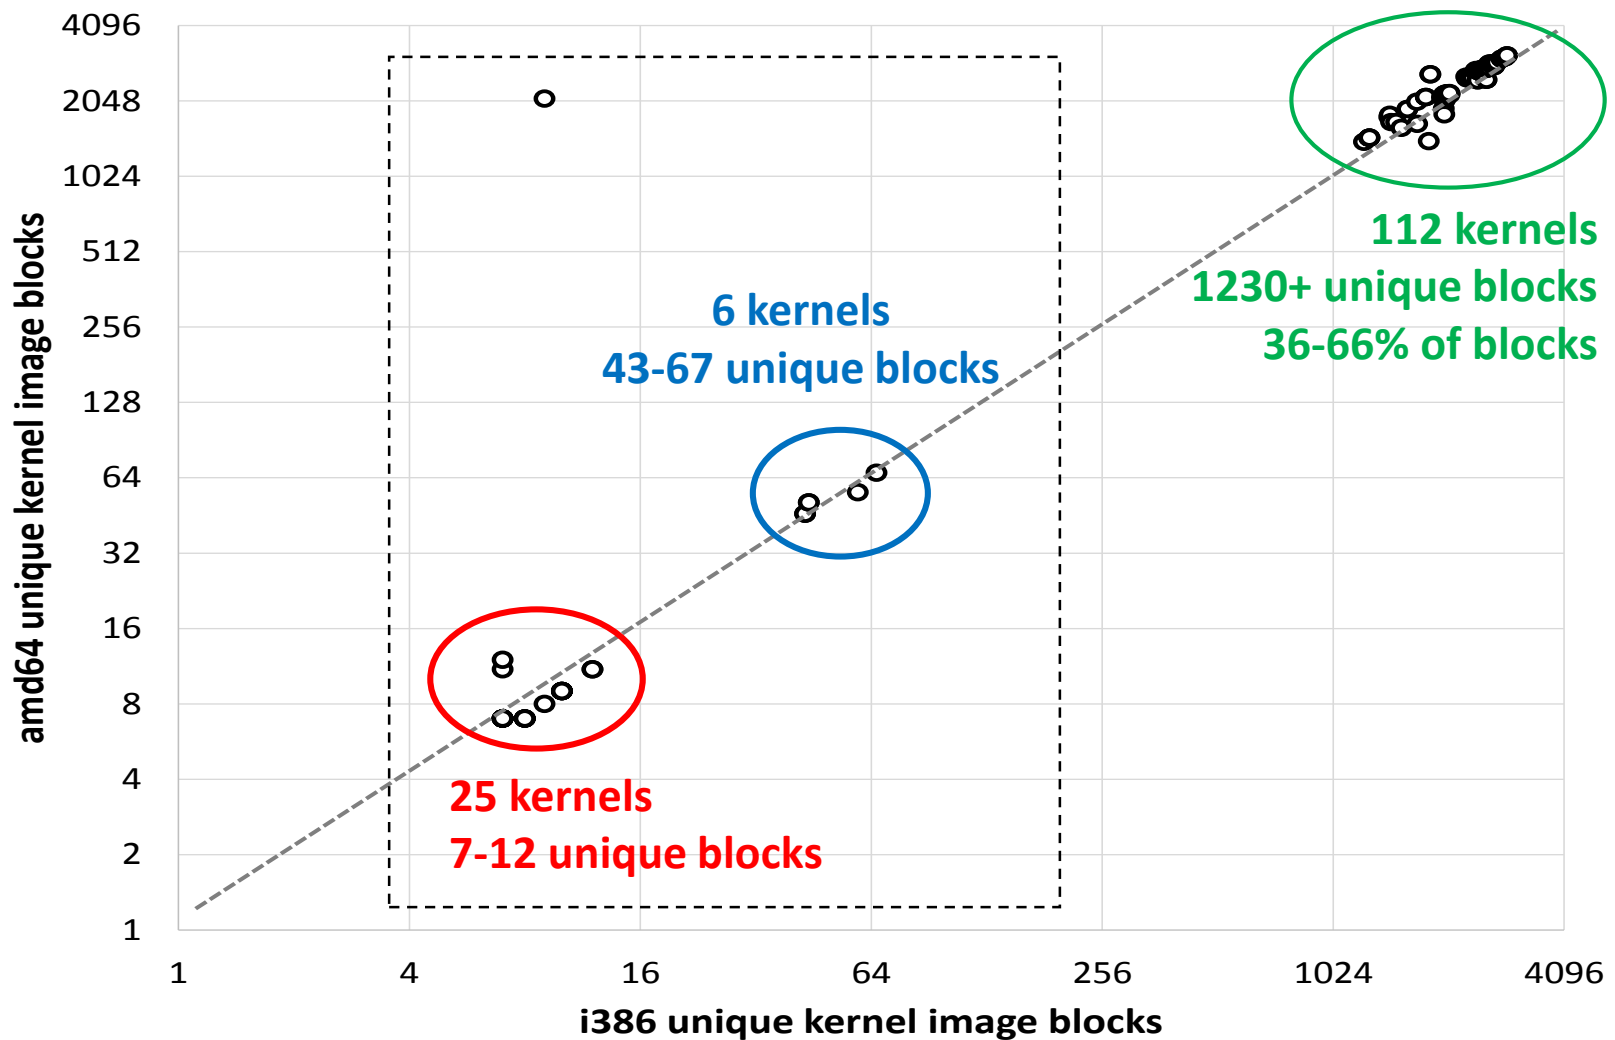 4096
2048
1024
512
256
128
64
32
16
8
4
2
1
amd64 unique kernel image blocks
112 kernels
1230+ unique blocks
36-66% of blocks
6 kernels
43-67 unique blocks
25 kernels
7-12 unique blocks
1 4 16 64 256 1024 4096
i386 unique kernel image blocks